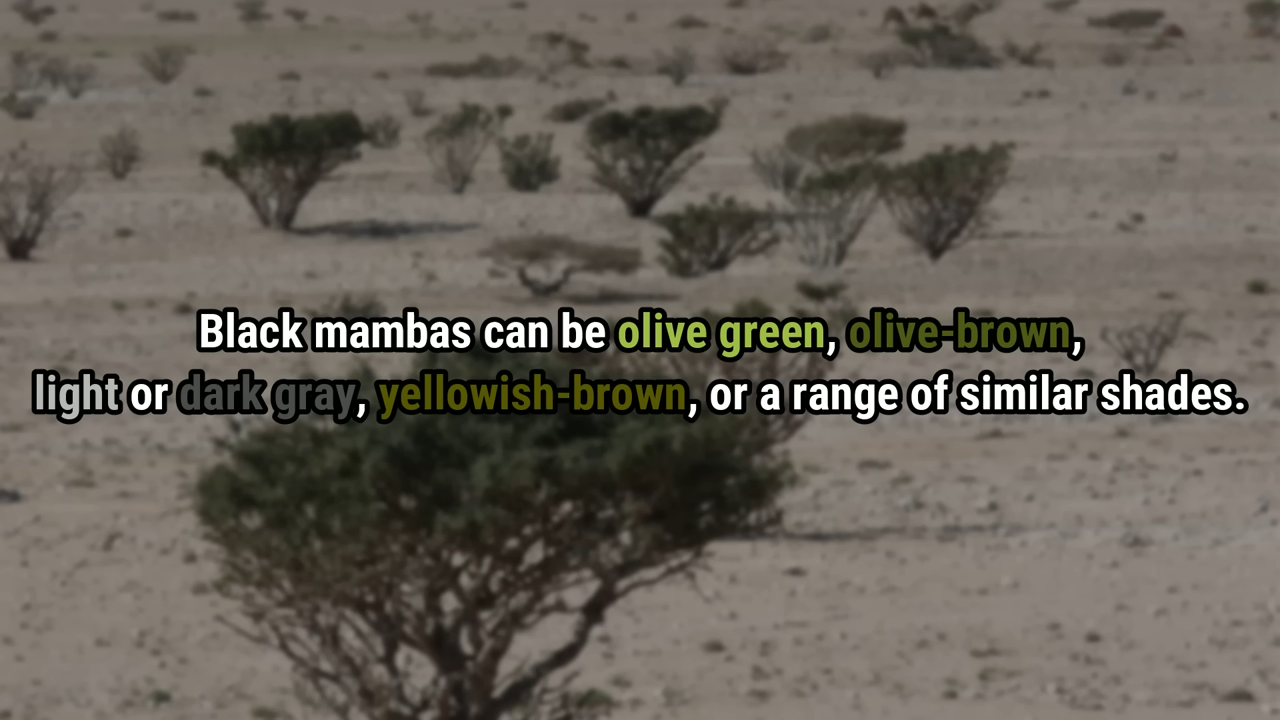 Black mambas can be olive green, olive-brown,
light or dark gray, yellowish-brown, or a range of similar shades.